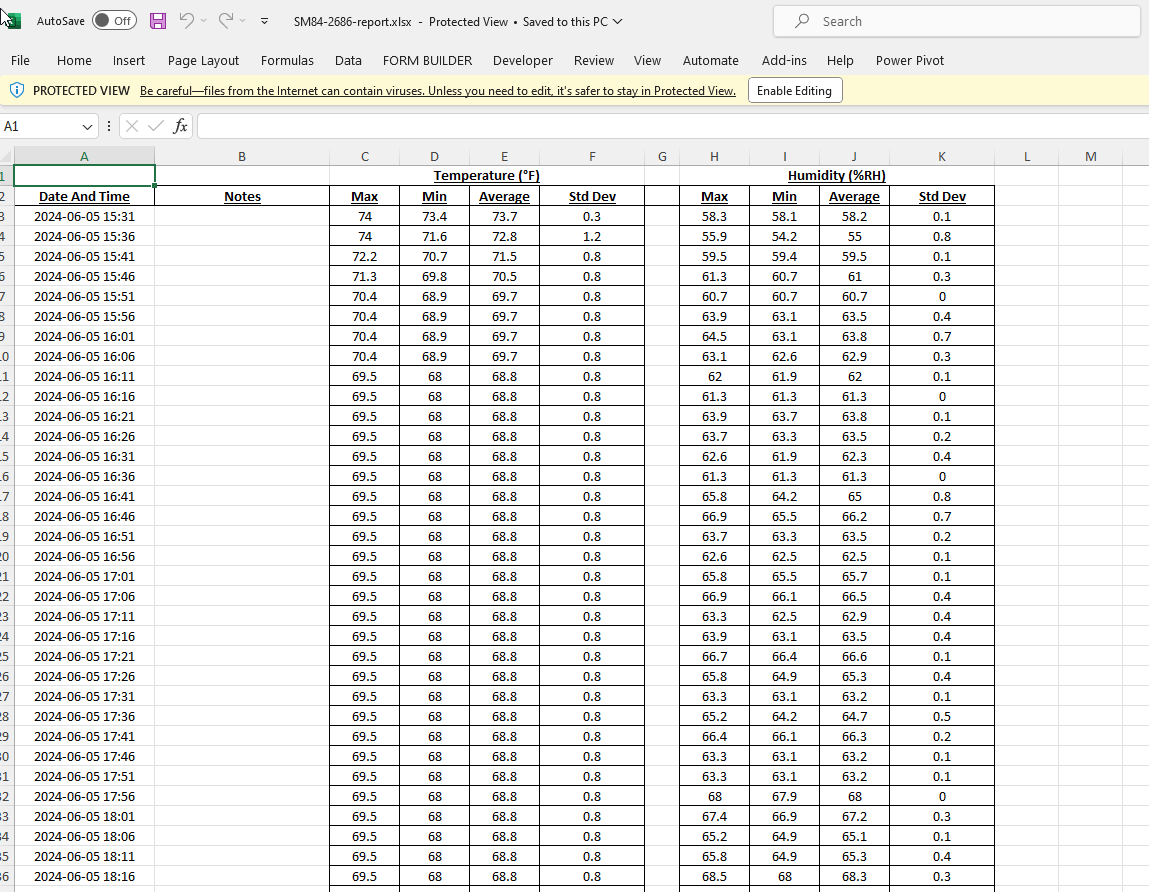 AutoSave Off SM84-2686-report.xlsx - Protected View • Saved to this PC Search
File Home Insert Page Layout Formulas Data FORM BUILDER Developer Review View Automate Add-ins Help Power Pivot
PROTECTED VIEW Be careful—files from the Internet can contain viruses. Unless you need to edit, it's safer to stay in Protected View. Enable Editing
A1 fx
A B C D E F G H I J K L M
1 Temperature (°F) Humidity (%RH)
2 Date And Time Notes Max Min Average Std Dev Max Min Average Std Dev
3 2024-06-05 15:31 74 73.4 73.7 0.3 58.3 58.1 58.2 0.1
4 2024-06-05 15:36 74 71.6 72.8 1.2 55.9 54.2 55 0.8
5 2024-06-05 15:41 72.2 70.7 71.5 0.8 59.5 59.4 59.5 0.1
6 2024-06-05 15:46 71.3 69.8 70.5 0.8 61.3 60.7 61 0.3
7 2024-06-05 15:51 70.4 68.9 69.7 0.8 60.7 60.7 60.7 0
8 2024-06-05 15:56 70.4 68.9 69.7 0.8 63.9 63.1 63.5 0.4
9 2024-06-05 16:01 70.4 68.9 69.7 0.8 64.5 63.1 63.8 0.7
0 2024-06-05 16:06 70.4 68.9 69.7 0.8 63.1 62.6 62.9 0.3
1 2024-06-05 16:11 69.5 68 68.8 0.8 62 61.9 62 0.1
2 2024-06-05 16:16 69.5 68 68.8 0.8 61.3 61.3 61.3 0
3 2024-06-05 16:21 69.5 68 68.8 0.8 63.9 63.7 63.8 0.1
4 2024-06-05 16:26 69.5 68 68.8 0.8 63.7 63.3 63.5 0.2
5 2024-06-05 16:31 69.5 68 68.8 0.8 62.6 61.9 62.3 0.4
6 2024-06-05 16:36 69.5 68 68.8 0.8 61.3 61.3 61.3 0
7 2024-06-05 16:41 69.5 68 68.8 0.8 65.8 64.2 65 0.8
8 2024-06-05 16:46 69.5 68 68.8 0.8 66.9 65.5 66.2 0.7
9 2024-06-05 16:51 69.5 68 68.8 0.8 63.7 63.3 63.5 0.2
20 2024-06-05 16:56 69.5 68 68.8 0.8 62.6 62.5 62.5 0.1
21 2024-06-05 17:01 69.5 68 68.8 0.8 65.8 65.5 65.7 0.1
22 2024-06-05 17:06 69.5 68 68.8 0.8 66.9 66.1 66.5 0.4
23 2024-06-05 17:11 69.5 68 68.8 0.8 63.3 62.5 62.9 0.4
24 2024-06-05 17:16 69.5 68 68.8 0.8 63.9 63.1 63.5 0.4
25 2024-06-05 17:21 69.5 68 68.8 0.8 66.7 66.4 66.6 0.1
26 2024-06-05 17:26 69.5 68 68.8 0.8 65.8 64.9 65.3 0.4
27 2024-06-05 17:31 69.5 68 68.8 0.8 63.3 63.1 63.2 0.1
28 2024-06-05 17:36 69.5 68 68.8 0.8 65.2 64.2 64.7 0.5
29 2024-06-05 17:41 69.5 68 68.8 0.8 66.4 66.1 66.3 0.2
30 2024-06-05 17:46 69.5 68 68.8 0.8 63.3 63.1 63.2 0.1
31 2024-06-05 17:51 69.5 68 68.8 0.8 63.3 63.1 63.2 0.1
32 2024-06-05 17:56 69.5 68 68.8 0.8 68 67.9 68 0
33 2024-06-05 18:01 69.5 68 68.8 0.8 67.4 66.9 67.2 0.3
34 2024-06-05 18:06 69.5 68 68.8 0.8 65.2 64.9 65.1 0.1
35 2024-06-05 18:11 69.5 68 68.8 0.8 65.8 64.9 65.3 0.4
36 2024-06-05 18:16 69.5 68 68.8 0.8 68.5 68 68.3 0.3